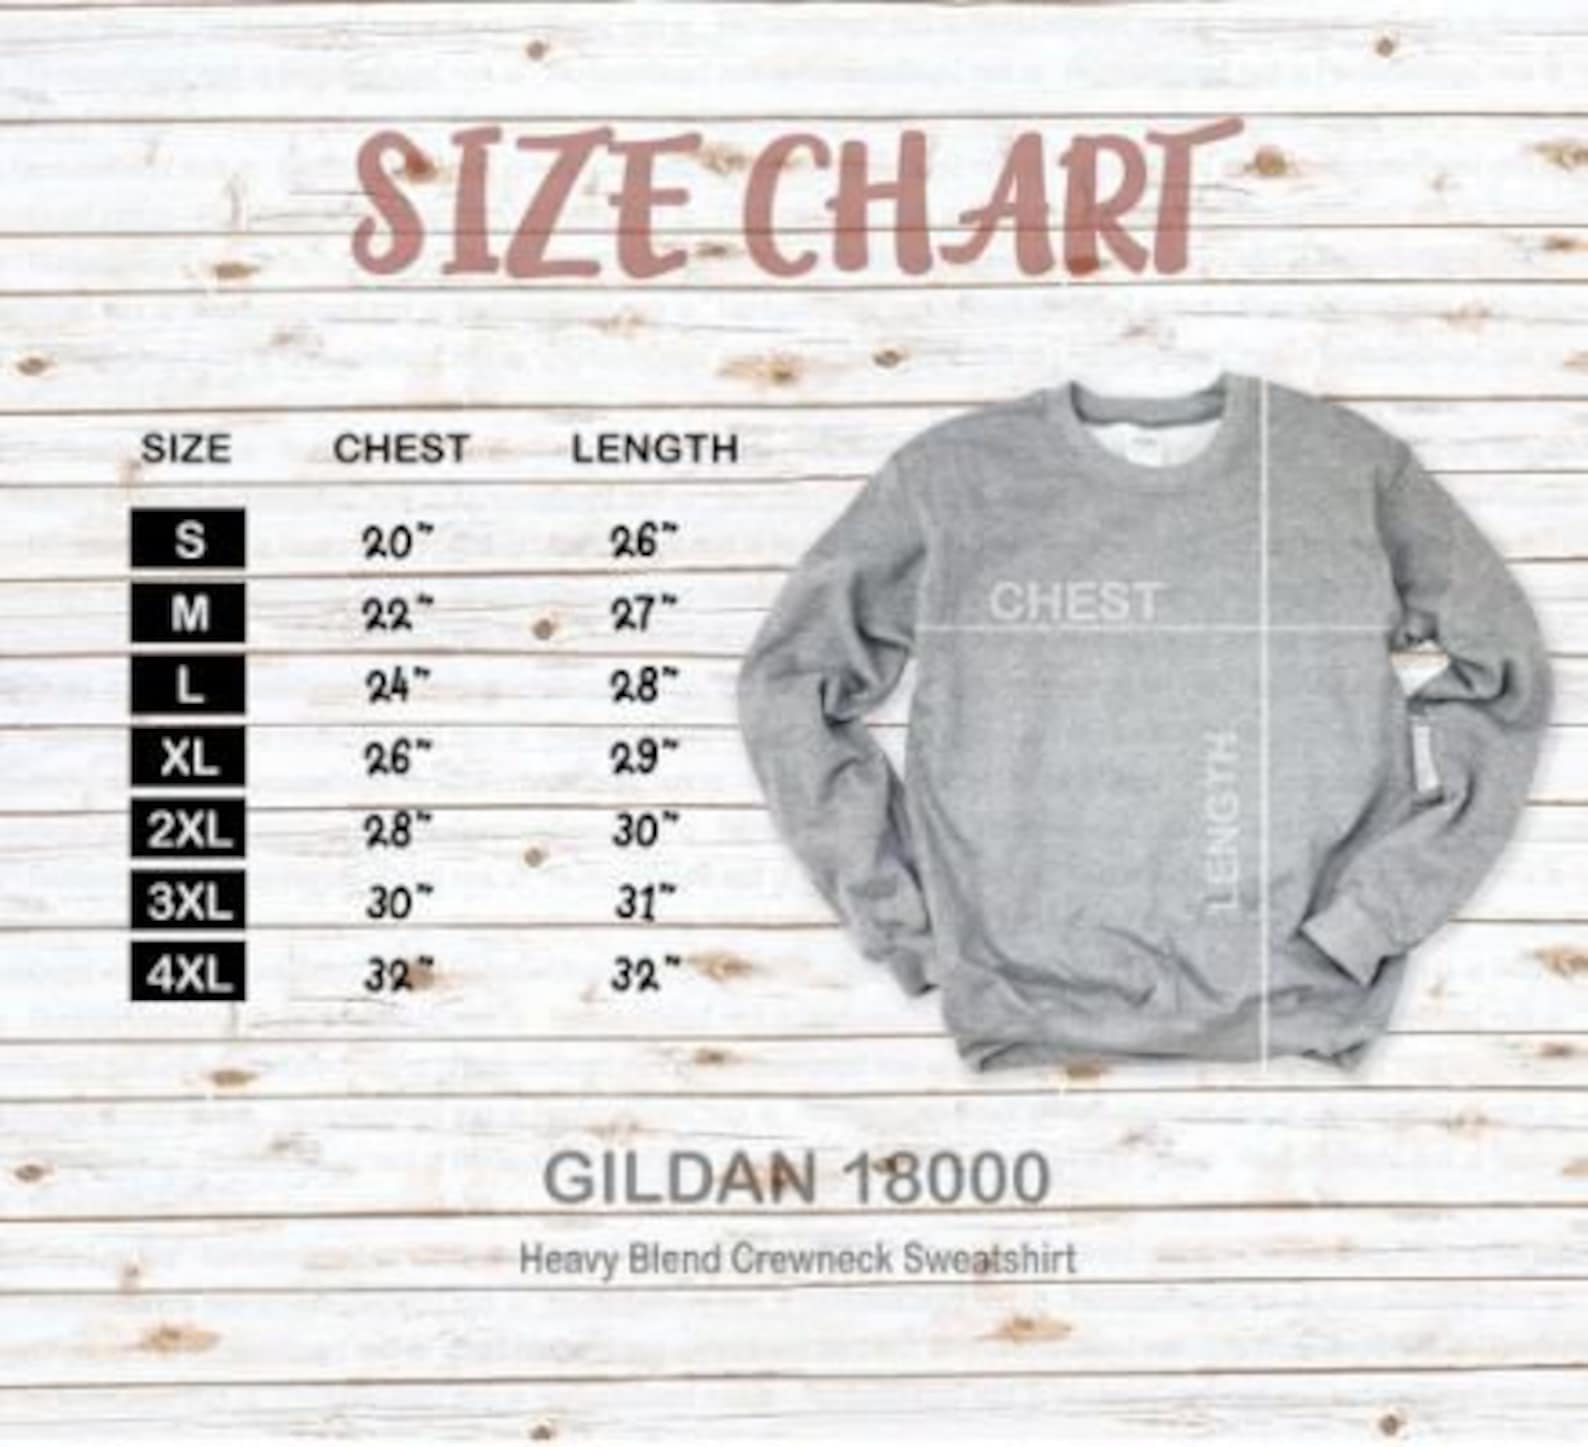 SIZE CHART
SIZE CHEST LENGTH
S 20" 26"
M 22" 27"
L 24" 28"
XL 26" 29"
2XL 28" 30"
3XL 30" 31"
4XL 32" 32"
CHEST
LENGTH
GILDAN 18000
Heavy Blend Crewneck Sweatshirt